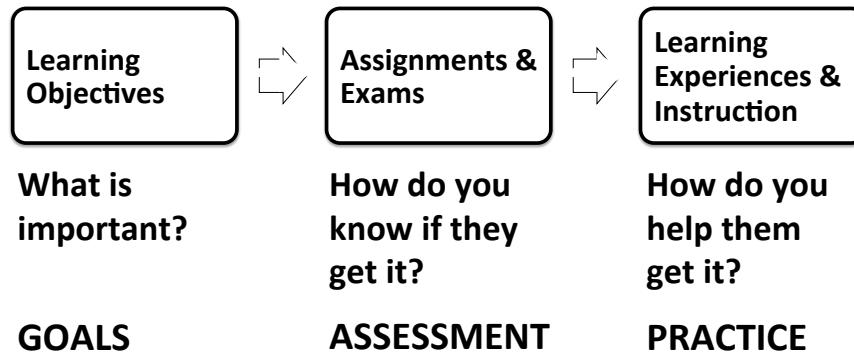 Learning
Objectives
Assignments &
Exams
Learning
Experiences &
Instruction
What is
important?
How do you
know if they
get it?
How do you
help them
get it?
GOALS
ASSESSMENT
PRACTICE